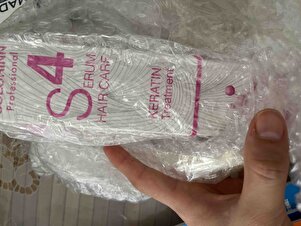 Professional
S4
SERUM
HAIR CARE
KERATIN
Treatment